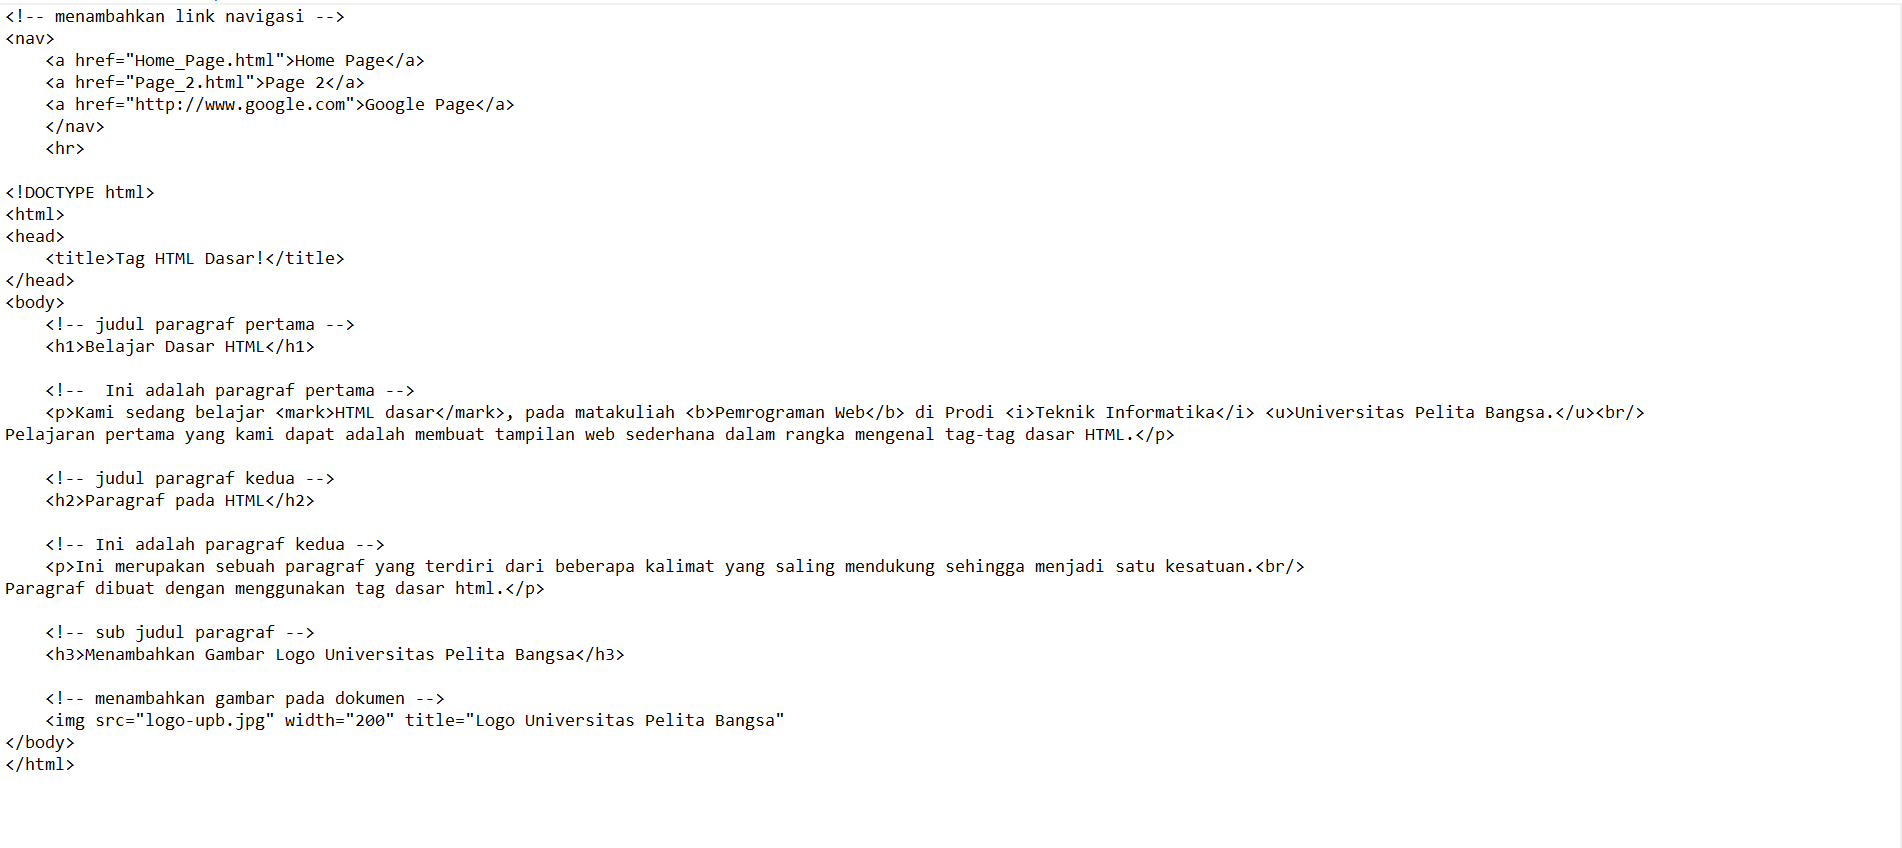 <!-- menambahkan link navigasi -->
<nav>
    <a href="Home_Page.html">Home Page</a>
    <a href="Page_2.html">Page 2</a>
    <a href="http://www.google.com">Google Page</a>
    </nav>
    <hr>

<!DOCTYPE html>
<html>
<head>
    <title>Tag HTML Dasar!</title>
</head>
<body>
    <!-- judul paragraf pertama -->
    <h1>Belajar Dasar HTML</h1>

    <!--  Ini adalah paragraf pertama -->
    <p>Kami sedang belajar <mark>HTML dasar</mark>, pada matakuliah <b>Pemrograman Web</b> di Prodi <i>Teknik Informatika</i> <u>Universitas Pelita Bangsa.</u><br/>
Pelajaran pertama yang kami dapat adalah membuat tampilan web sederhana dalam rangka mengenal tag-tag dasar HTML.</p>

    <!-- judul paragraf kedua -->
    <h2>Paragraf pada HTML</h2>

    <!-- Ini adalah paragraf kedua -->
    <p>Ini merupakan sebuah paragraf yang terdiri dari beberapa kalimat yang saling mendukung sehingga menjadi satu kesatuan.<br/>
Paragraf dibuat dengan menggunakan tag dasar html.</p>

    <!-- sub judul paragraf -->
    <h3>Menambahkan Gambar Logo Universitas Pelita Bangsa</h3>

    <!-- menambahkan gambar pada dokumen -->
    <img src="logo-upb.jpg" width="200" title="Logo Universitas Pelita Bangsa"
</body>
</html>